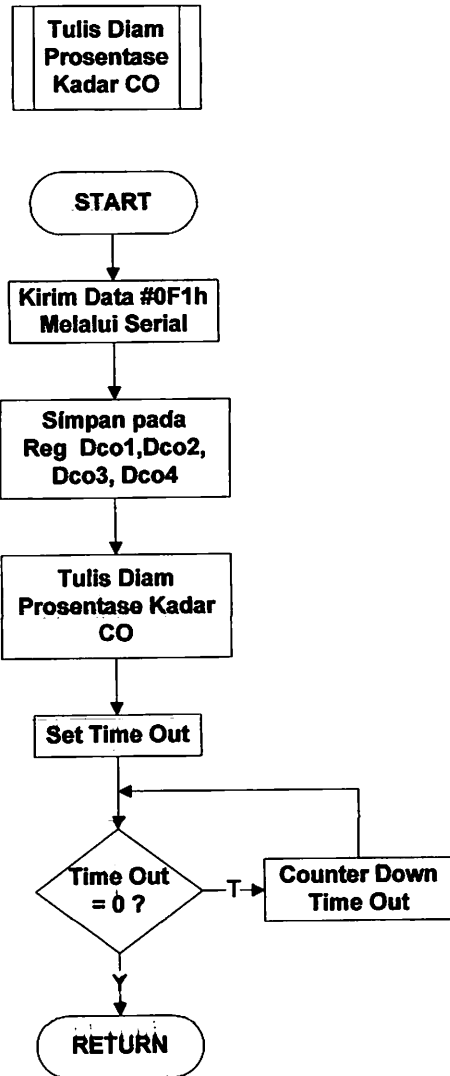 Tulis Diam
Prosentase
Kadar CO
START
Kirim Data #0F1h
Melalui Serial
Simpan pada
Reg Dco1,Dco2,
Dco3, Dco4
Tulis Diam
Prosentase Kadar
CO
Set Time Out
Time Out
= 0 ?
T
Counter Down
Time Out
Y
RETURN